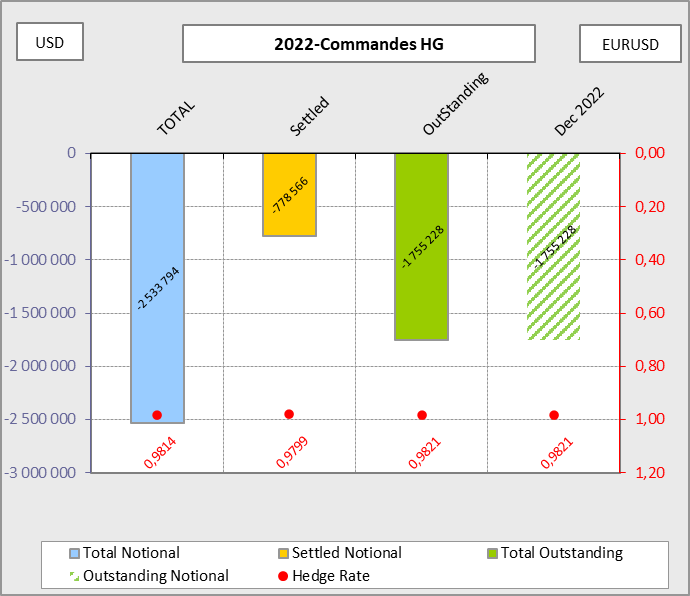 USD
2022-Commandes HG
EURUSD
TOTAL
Settled
OutStanding
Dec 2022
0
-500 000
-1 000 000
-1 500 000
-2 000 000
-2 500 000
-3 000 000
-2 533 794
-778 566
-1 755 228
-1 755 228
0,9814
0,9799
0,9821
0,9821
0,00
0,20
0,40
0,60
0,80
1,00
1,20
Total Notional
Settled Notional
Total Outstanding
Outstanding Notional
Hedge Rate